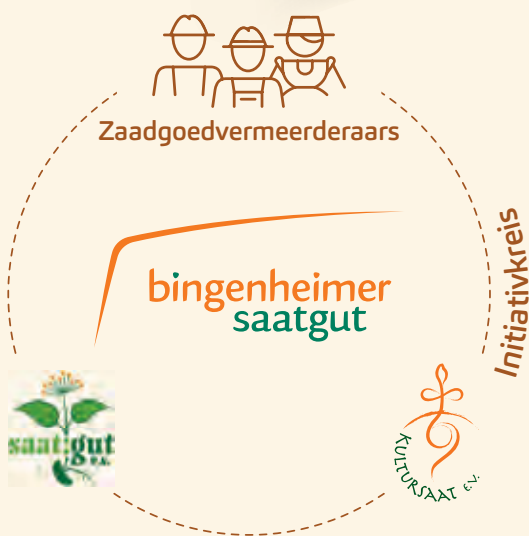 Zaadgoedvermeerderaars
Initiativkreis
bingenheimer
saatgut
saat:gut
e.V.
KULTURSAAT e.V.